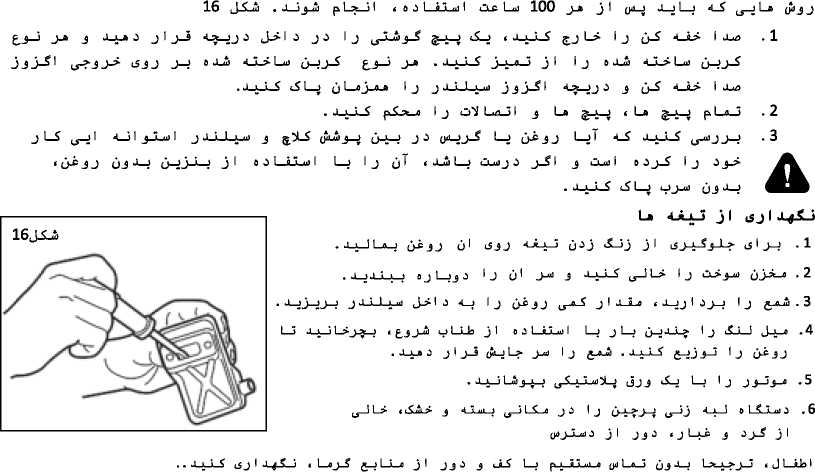 روش هایی که باید پس از هر 100 ساعت استفاده، انجام شوند. شکل 16
1. صدا خفه کن را خارج کنید، یک پیچ گوشتی را در داخل دریچه قرار دهید و هر نوع
کربن ساخته شده را از تمیز کنید. هر نوع کربن ساخته شده بر روی خروجی اگزوز
صدا خفه کن و دریچه اگزوز سیلندر را همزمان پاک کنید.
2. تمام پیچ ها، پیچ ها و اتصالات را محکم کنید.
3. بررسی کنید که آیا روغن یا گریس در بین پوشش کلاچ و سیلندر استوانه ایی کار
خود را کرده است و اگر درست باشد، آن را با استفاده از بنزین بدون روغن،
بدون سرب پاک کنید.
نگهداری از تیغه ها
شکل16
1. برای جلوگیری از زنگ زدن تیغه روی ان روغن بمالید.
2. مخزن سوخت را خالی کنید و سر ان را دوباره ببندید.
3. شمع را بردارید، مقدار کمی روغن را به داخل سیلندر بریزید.
4. میل لنگ را چندین بار با استفاده از طناب شروع، بچرخانید تا
روغن را توزیع کنید. شمع را سر جایش قرار دهید.
5. موتور را با یک ورق پلاستیکی بپوشانید.
6. دستگاه لبه زنی پرچین را در مکانی بسته و خشک، خالی
از گرد و غبار، دور از دسترس
اطفال، ترجیحا بدون تماس مستقیم با کف و دور از منابع گرما، نگهداری کنید..